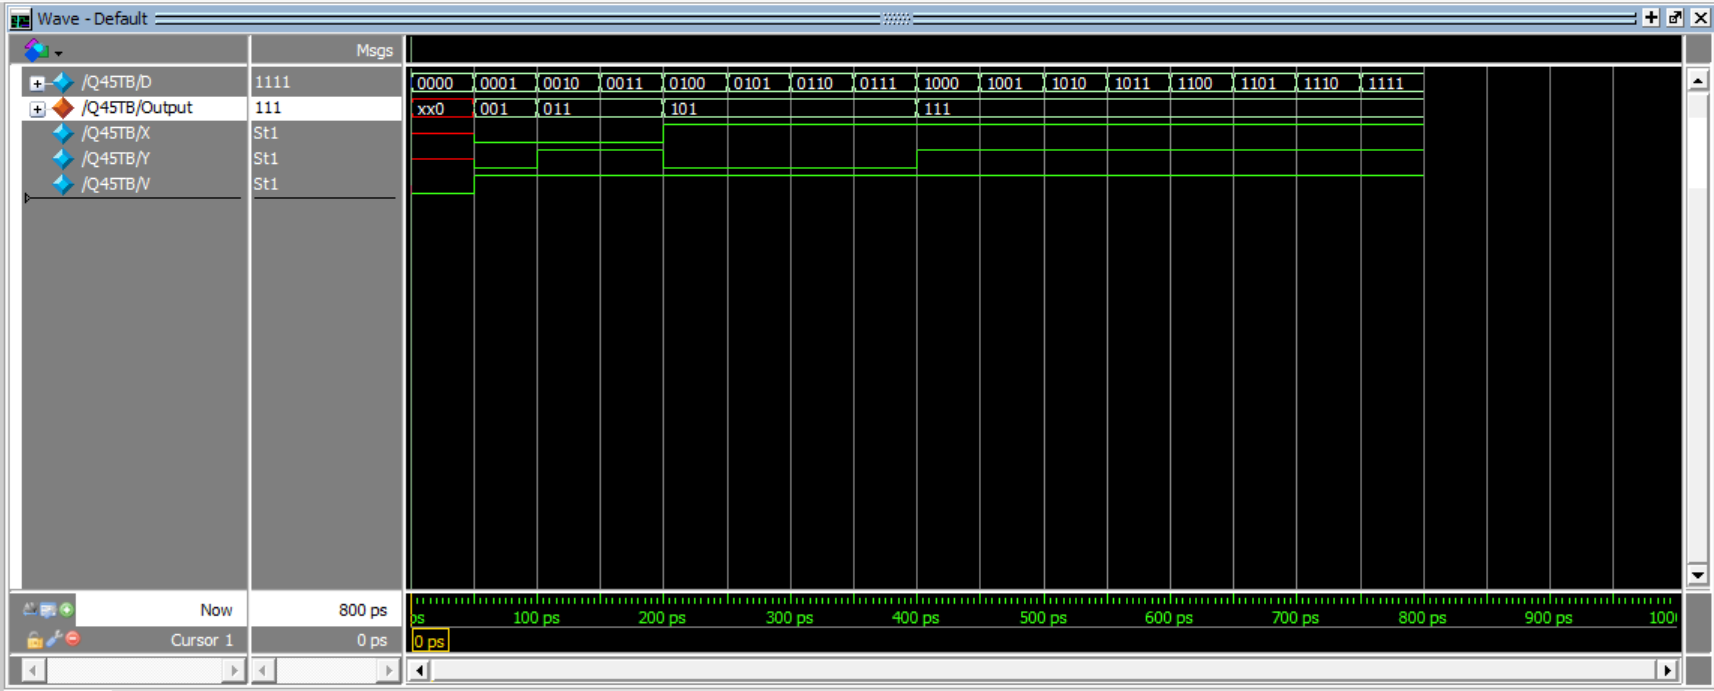 Wave - Default
Msgs
/Q45TB/D 1111 0000 0001 0010 0011 0100 0101 0110 0111 1000 1001 1010 1011 1100 1101 1110 1111
/Q45TB/Output 111 xx0 001 011 101 111
/Q45TB/X St1
/Q45TB/Y St1
/Q45TB/V St1
Now 800 ps ps 100 ps 200 ps 300 ps 400 ps 500 ps 600 ps 700 ps 800 ps 900 ps 100
Cursor 1 0 ps 0 ps